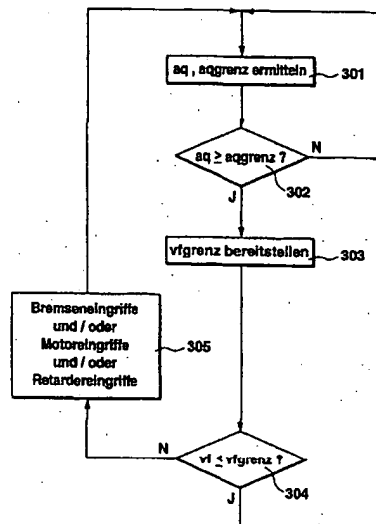 aq , aqgrenz ermitteln
301
aq ≥ aqgrenz ?
N
302
J
vfgrenz bereitstellen
303
Bremseneingriffe
und / oder
Motoreingriffe
und / oder
Retardereingriffe
305
N
vf ≤ vfgrenz ?
304
J